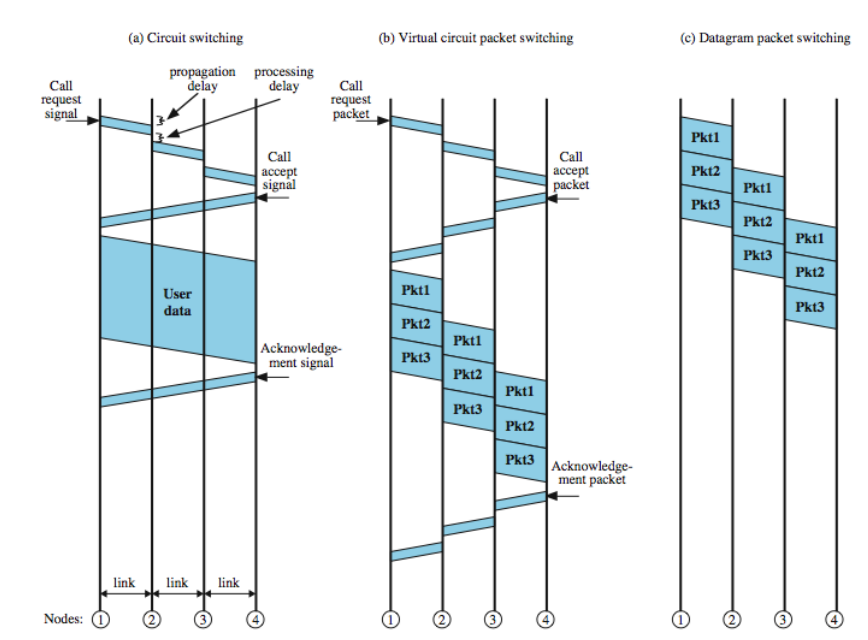 (a) Circuit switching
(b) Virtual circuit packet switching
(c) Datagram packet switching
propagation
delay
processing
delay
Call
request
signal
Call
accept
signal
User
data
Acknowledge-
ment signal
link
link
link
Nodes: 1 2 3 4
Call
request
packet
Call
accept
packet
Pkt1
Pkt2
Pkt3
Pkt1
Pkt2
Pkt3
Pkt1
Pkt2
Pkt3
Acknowledge-
ment packet
1 2 3 4
Pkt1
Pkt2
Pkt3
Pkt1
Pkt2
Pkt3
Pkt1
Pkt2
Pkt3
1 2 3 4